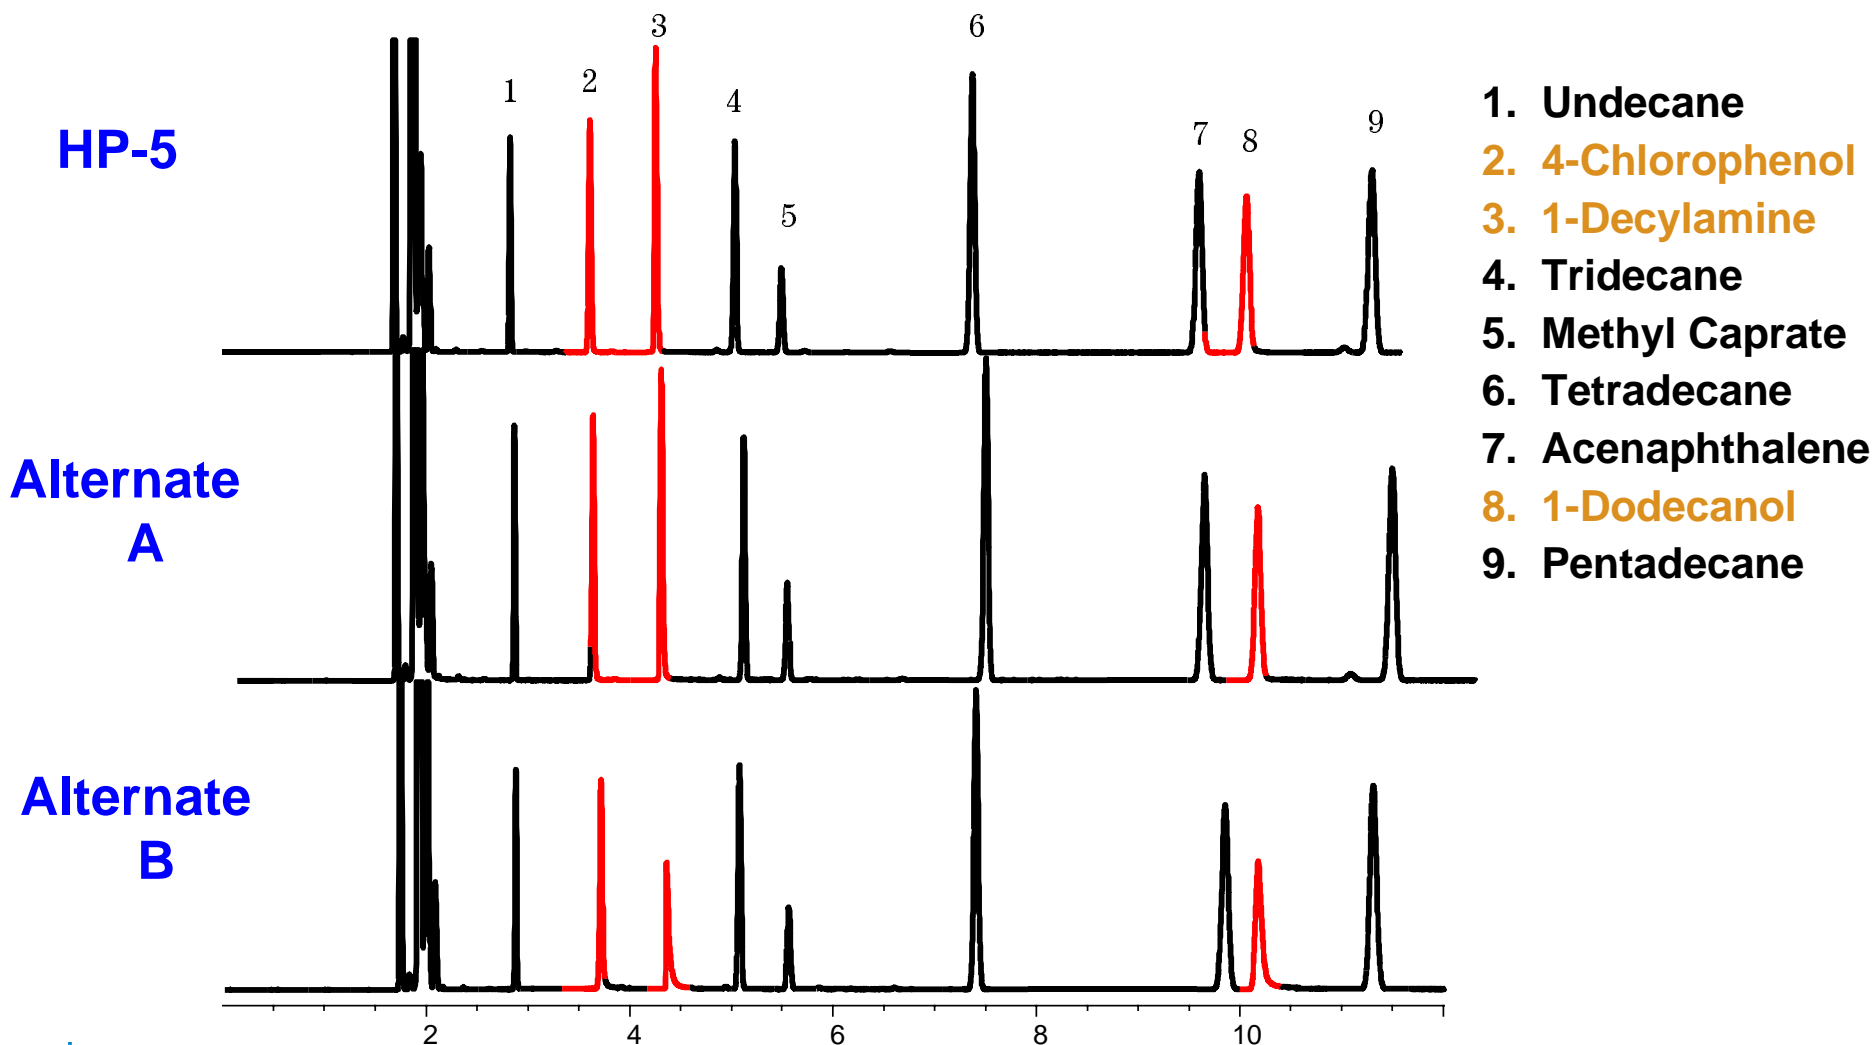 1 2 3 4 5 6 7 8 9
HP-5
Alternate
A
Alternate
B
1. Undecane
2. 4-Chlorophenol
3. 1-Decylamine
4. Tridecane
5. Methyl Caprate
6. Tetradecane
7. Acenaphthalene
8. 1-Dodecanol
9. Pentadecane
2 4 6 8 10